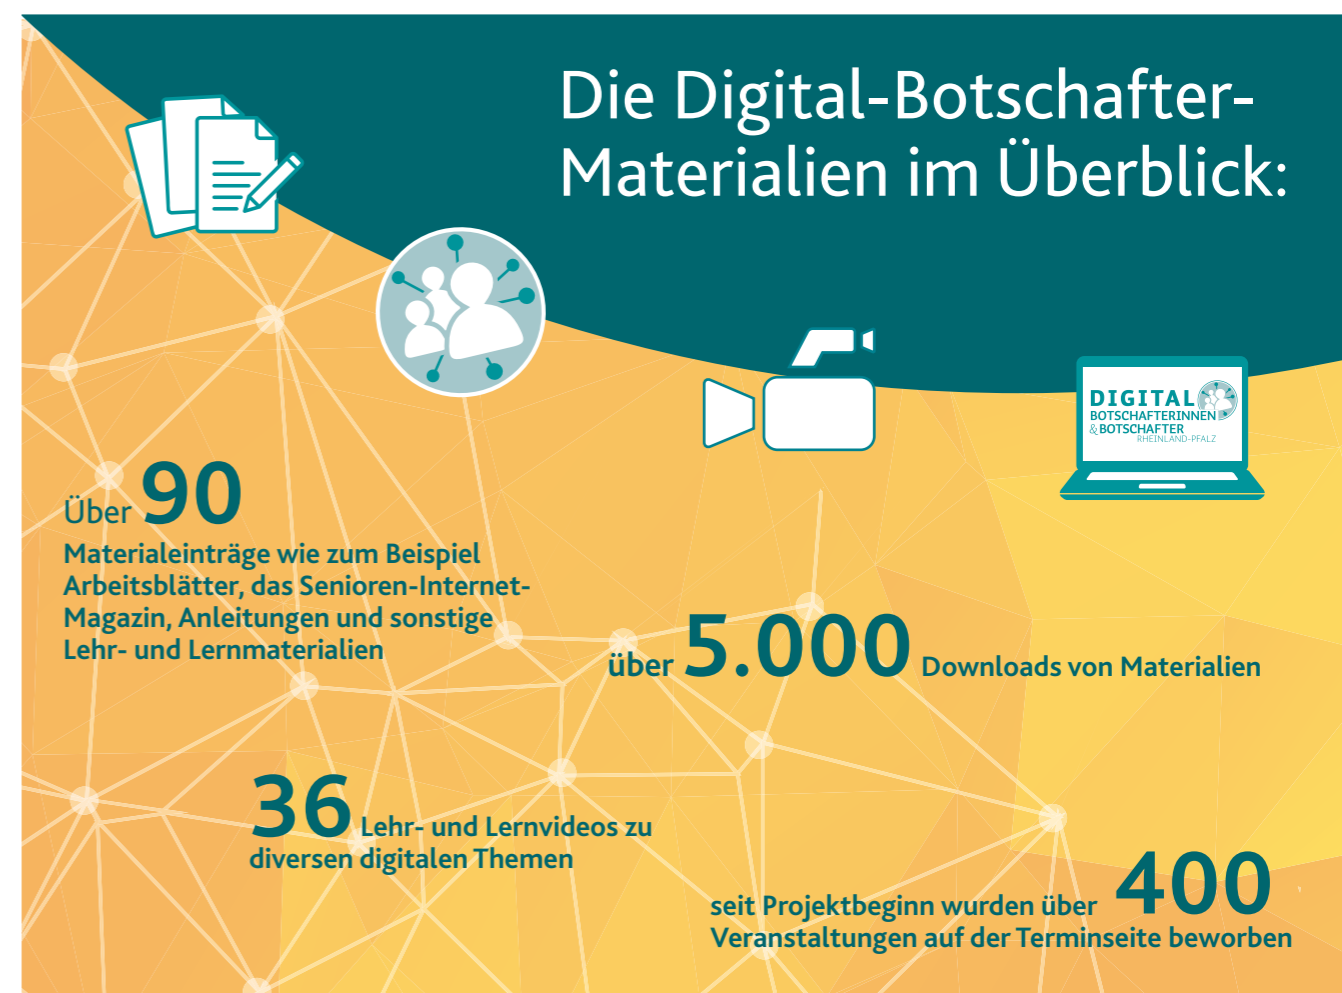 Die Digital-Botschafter-
Materialien im Überblick:
DIGITAL
BOTSCHAFTERINNEN
& BOTSCHAFTER
RHEINLAND-PFALZ
Über 90
Materialeinträge wie zum Beispiel
Arbeitsblätter, das Senioren-Internet-
Magazin, Anleitungen und sonstige
Lehr- und Lernmaterialien
über 5.000 Downloads von Materialien
36 Lehr- und Lernvideos zu
diversen digitalen Themen
seit Projektbeginn wurden über 400
Veranstaltungen auf der Terminseite beworben